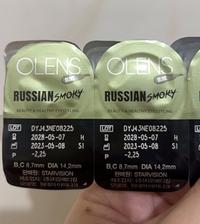 OLENS
RUSSIAN SMOKY
BEAUTY & HEALTHY EYESTYLING
LOT DYJ43NE08225
2028-05-07 H
2023-05-08 SI
P -2.25
B,C 8.7mm DIA 14.2mm
판매원: STARVISION
OLENS
RUSSIAN SMOKY
BEAUTY & HEALTHY EYESTYLING
LOT DYJ43NE08225
2028-05-07 H
2023-05-08 SI
P -2.25
B,C 8.7mm DIA 14.2mm
판매원: STARVISION